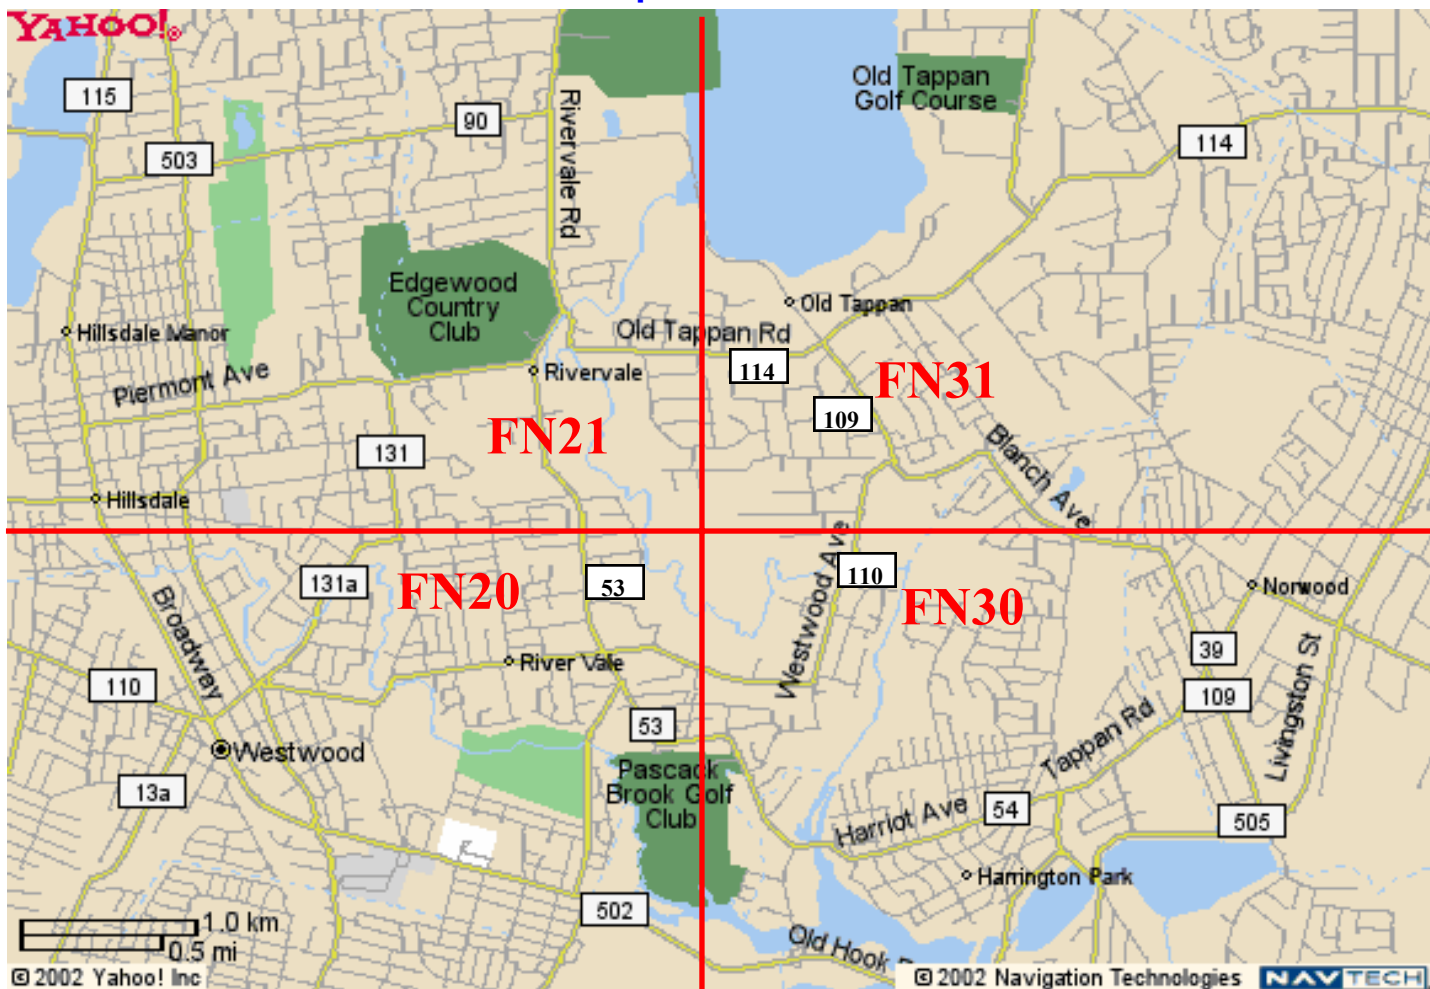 YAHOO!®
115
503
90
Rivervale Rd
Old Tappan
Golf Course
114
Edgewood
Country
Club
Old Tappan
Hillsdale Manor
Old Tappan Rd
Piermont Ave
Rivervale
114
FN31
109
FN21
131
Blanch Ave
Hillsdale
Westwood Ave
110
131a
FN20
53
FN30
Norwood
Broadway
River Vale
39
110
109
Livingston St
53
Tappan Rd
Westwood
Pascack
Brook Golf
Club
13a
Harriot Ave
54
505
Harrington Park
502
1.0 km
0.5 mi
Old Hook
© 2002 Yahoo! Inc
© 2002 Navigation Technologies
NAVTECH